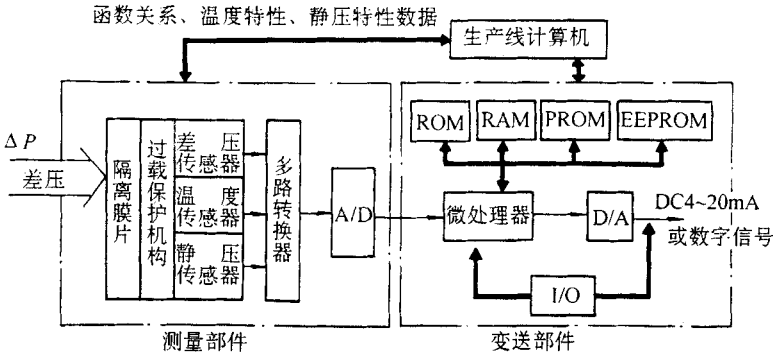 函数关系、温度特性、静压特性数据
生产线计算机
ΔP
差压
隔离膜片
过载保护机构
差压
传感器
温度
传感器
静压
传感器
多路转换器
A/D
测量部件
ROM
RAM
PROM
EEPROM
微处理器
D/A
I/O
DC4~20mA
或数字信号
变送部件